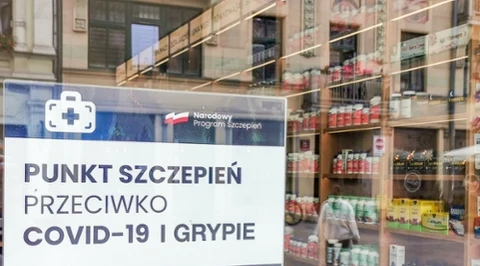 Narodowy
Program Szczepień
PUNKT SZCZEPIEŃ
PRZECIWKO
COVID-19 I GRYPIE